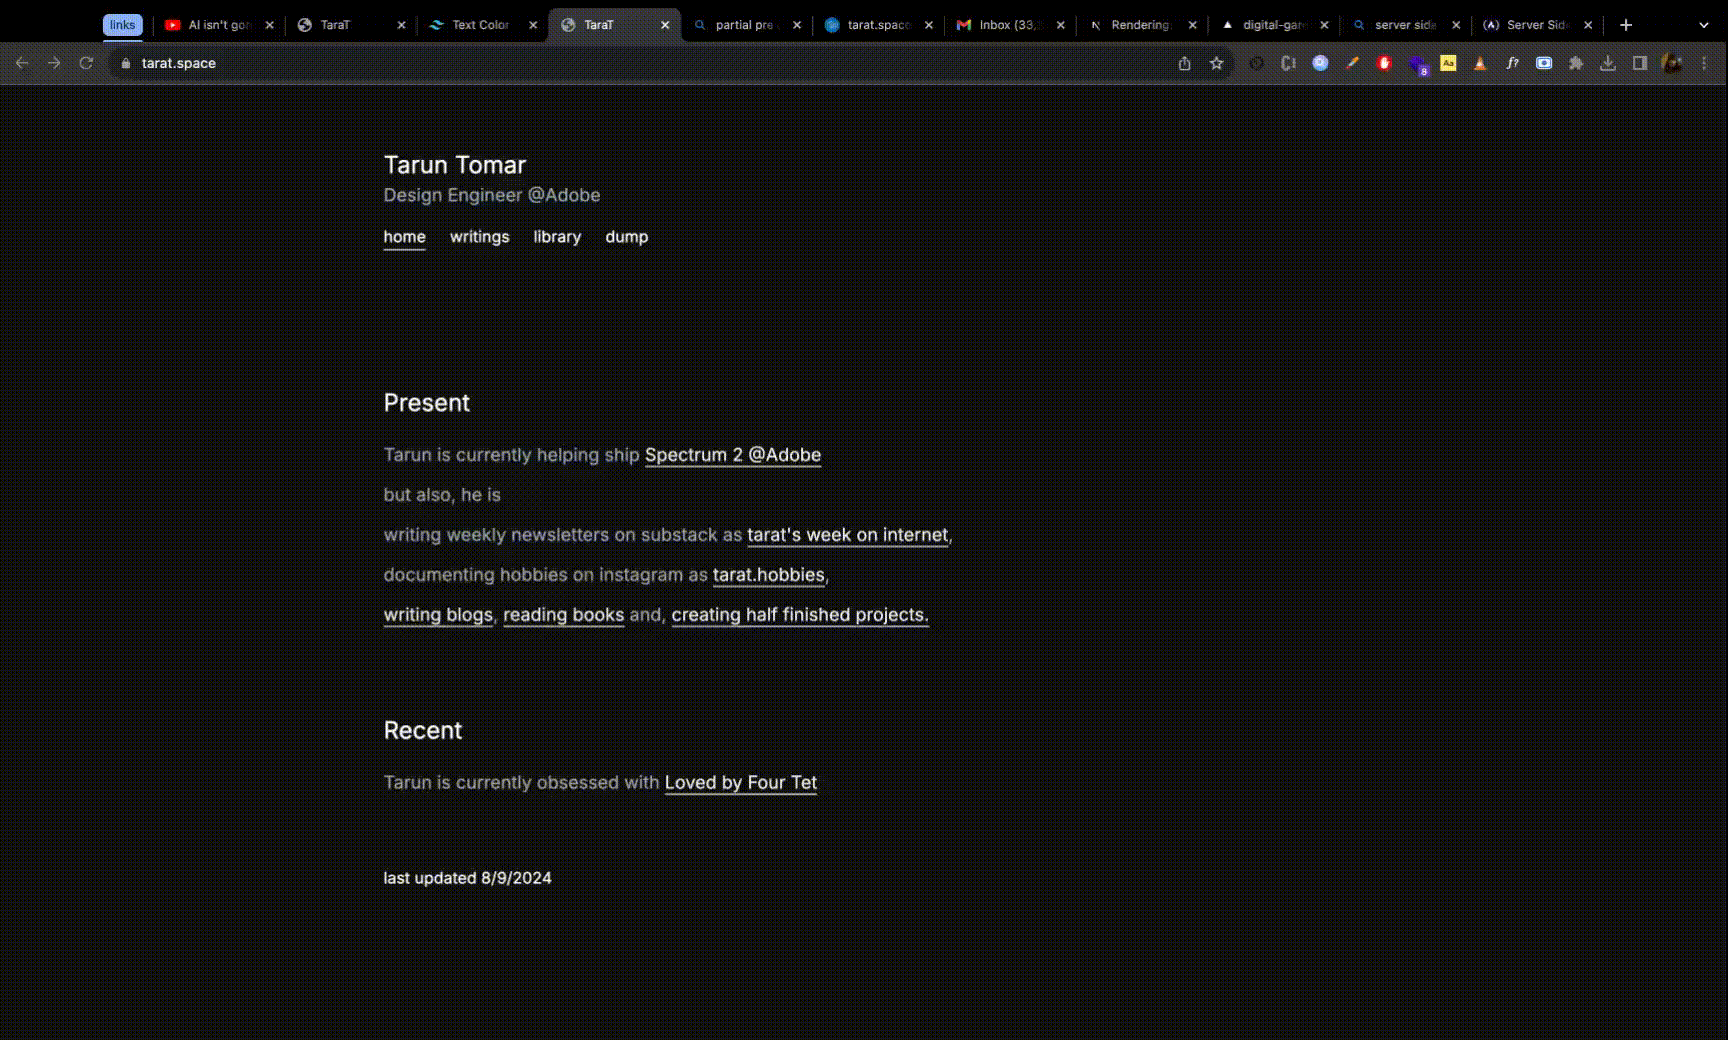 links
AI isn't go
TaraT
Text Color
TaraT
partial pre
tarat.spac
Inbox (33,
Rendering
digital-gar
server side
Server Sid
tarat.space
8
Aa
f?
Tarun Tomar
Design Engineer @Adobe
home writings library dump
Present
Tarun is currently helping ship Spectrum 2 @Adobe
but also, he is
writing weekly newsletters on substack as tarat's week on internet,
documenting hobbies on instagram as tarat.hobbies,
writing blogs, reading books and, creating half finished projects.
Recent
Tarun is currently obsessed with Loved by Four Tet
last updated 8/9/2024